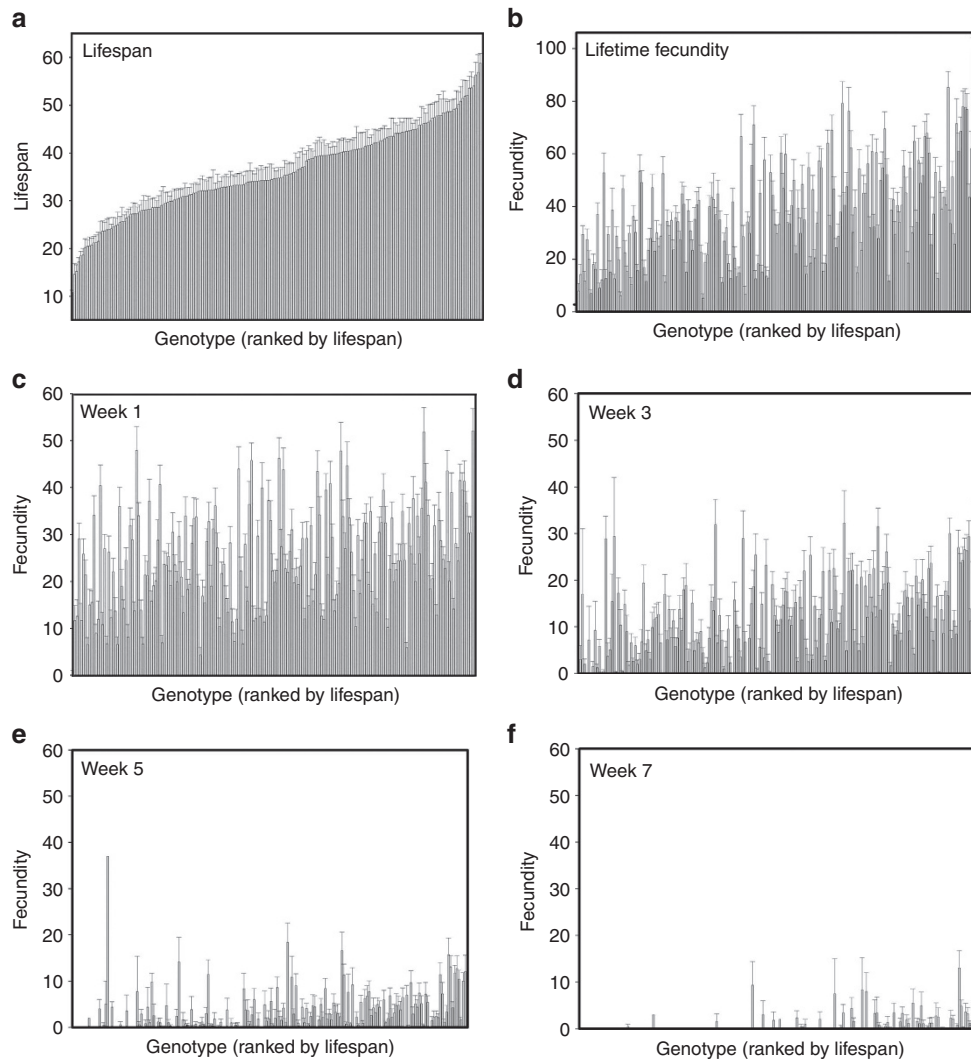 a
Lifespan
60
50
40
30
20
10
Lifespan
Genotype (ranked by lifespan)
b
Lifetime fecundity
100
80
60
40
20
0
Fecundity
Genotype (ranked by lifespan)
c
Week 1
60
50
40
30
20
10
0
Fecundity
Genotype (ranked by lifespan)
d
Week 3
60
50
40
30
20
10
0
Fecundity
Genotype (ranked by lifespan)
e
Week 5
60
50
40
30
20
10
0
Fecundity
Genotype (ranked by lifespan)
f
Week 7
60
50
40
30
20
10
0
Fecundity
Genotype (ranked by lifespan)